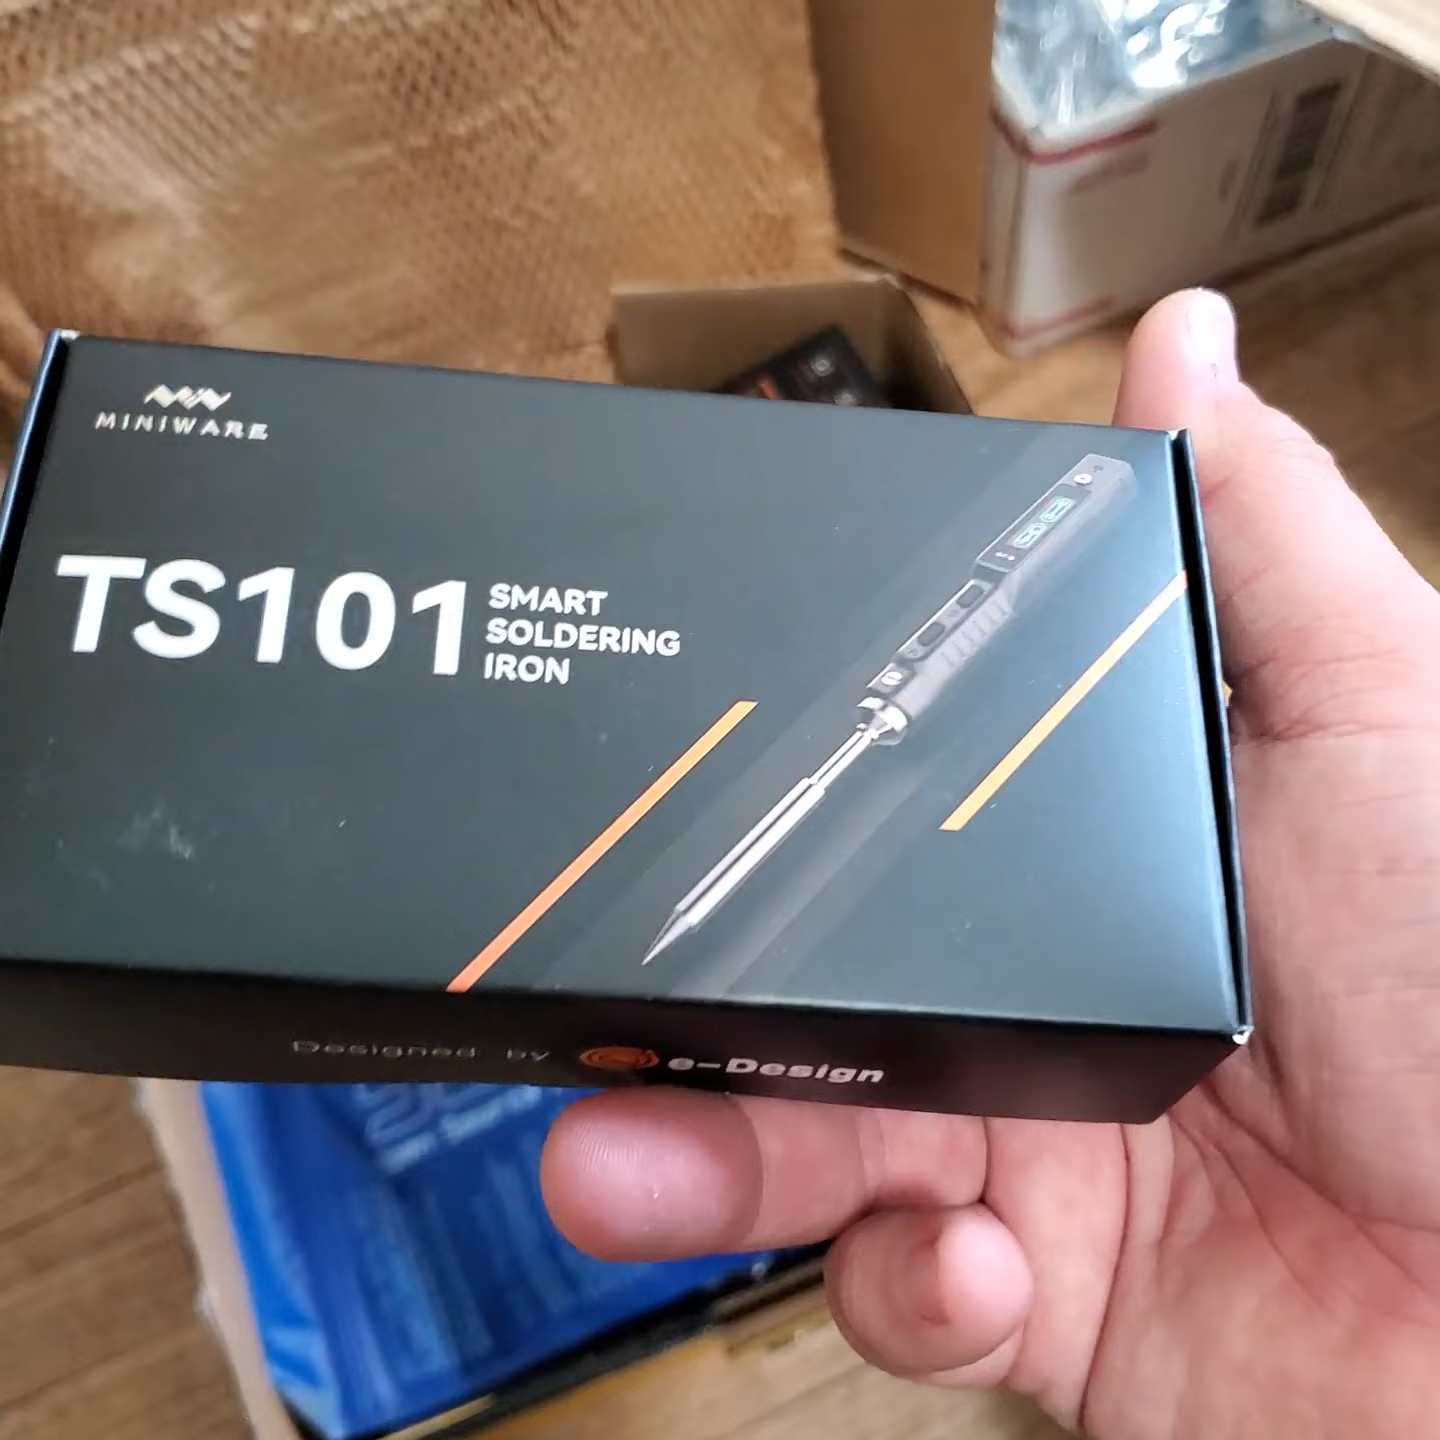 MINIWARE
TS101
SMART
SOLDERING
IRON
Designed by e-Design